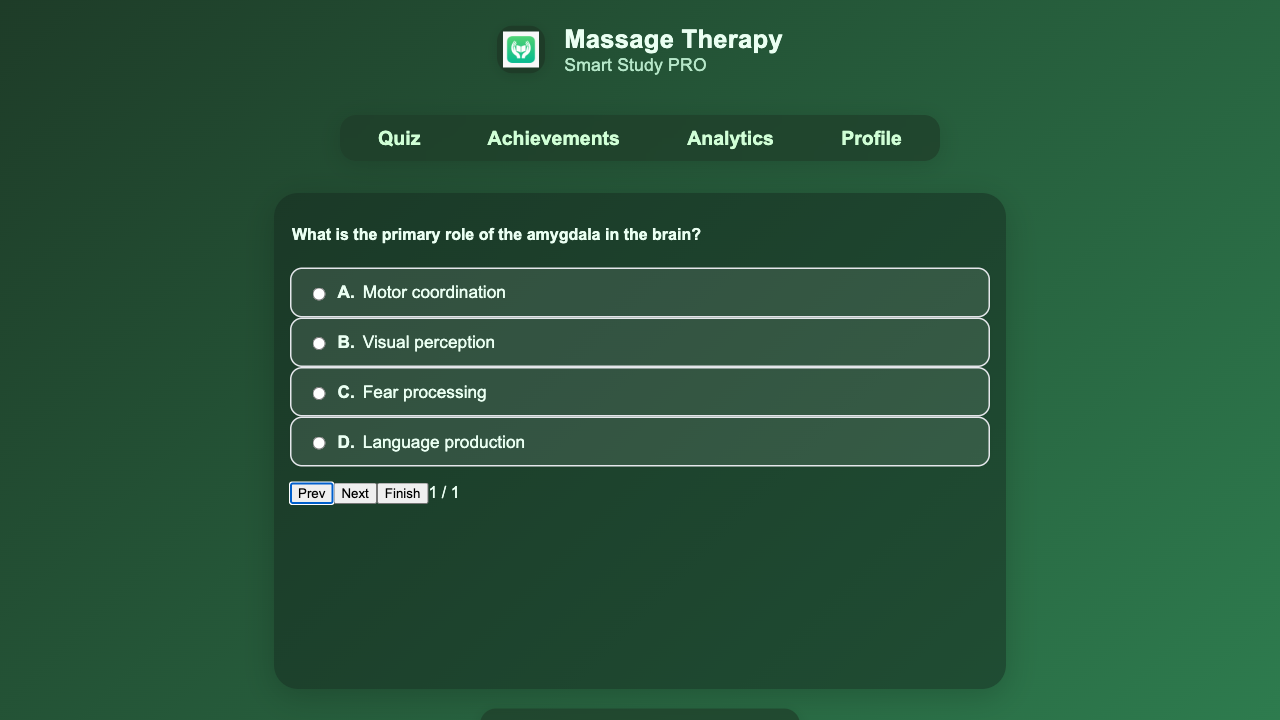 Massage Therapy
Smart Study PRO
Quiz Achievements Analytics Profile
What is the primary role of the amygdala in the brain?
A. Motor coordination
B. Visual perception
C. Fear processing
D. Language production
Prev Next Finish 1 / 1